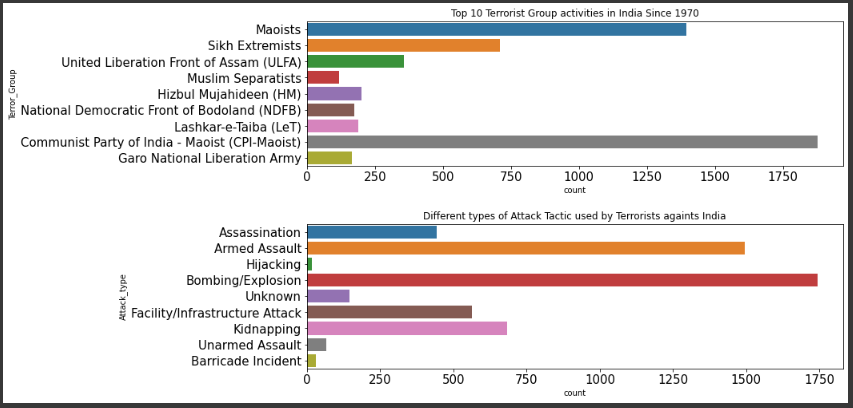 Top 10 Terrorist Group activities in India Since 1970
Terror_Group
Maoists
Sikh Extremists
United Liberation Front of Assam (ULFA)
Muslim Separatists
Hizbul Mujahideen (HM)
National Democratic Front of Bodoland (NDFB)
Lashkar-e-Taiba (LeT)
Communist Party of India - Maoist (CPI-Maoist)
Garo National Liberation Army
0 250 500 750 1000 1250 1500 1750
count
Different types of Attack Tactic used by Terrorists againts India
Attack_type
Assassination
Armed Assault
Hijacking
Bombing/Explosion
Unknown
Facility/Infrastructure Attack
Kidnapping
Unarmed Assault
Barricade Incident
0 250 500 750 1000 1250 1500 1750
count